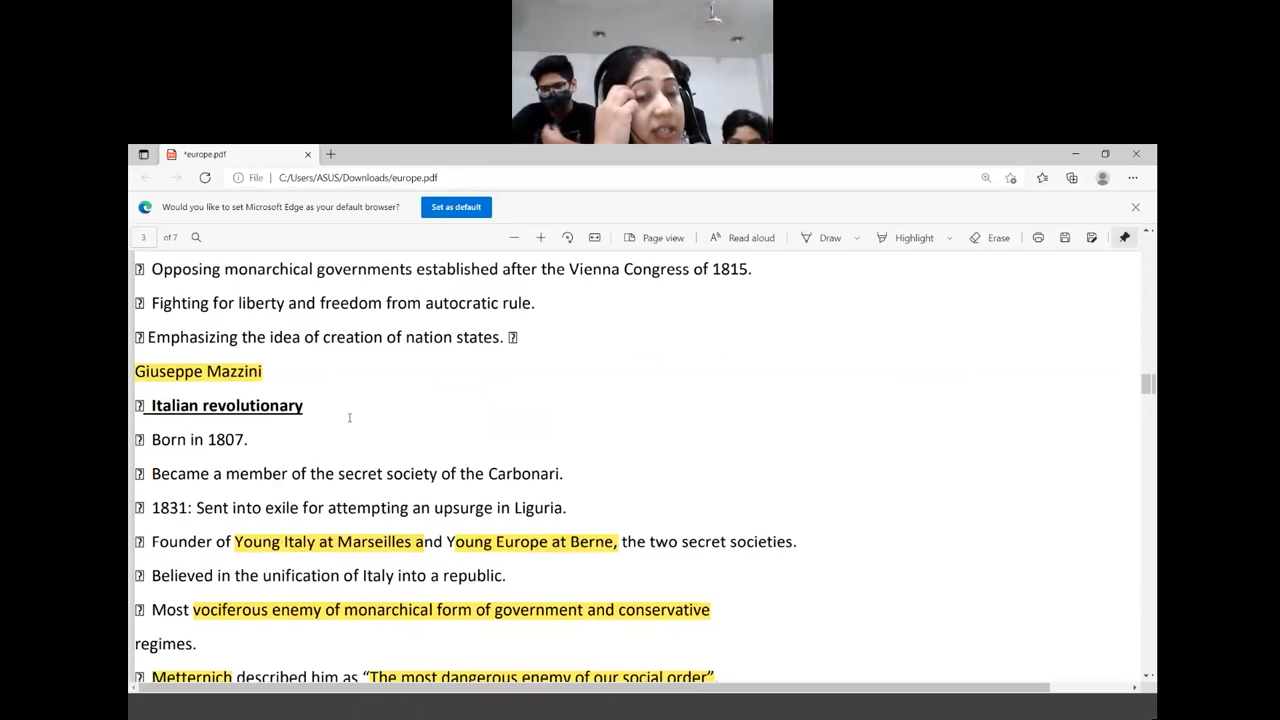 *europe.pdf
File C:/Users/ASUS/Downloads/europe.pdf
Would you like to set Microsoft Edge as your default browser? Set as default
3 of 7 Page view Read aloud Draw Highlight Erase
Opposing monarchical governments established after the Vienna Congress of 1815.
Fighting for liberty and freedom from autocratic rule.
Emphasizing the idea of creation of nation states.
Giuseppe Mazzini
Italian revolutionary
Born in 1807.
Became a member of the secret society of the Carbonari.
1831: Sent into exile for attempting an upsurge in Liguria.
Founder of Young Italy at Marseilles and Young Europe at Berne, the two secret societies.
Believed in the unification of Italy into a republic.
Most vociferous enemy of monarchical form of government and conservative
regimes.
Metternich described him as “The most dangerous enemy of our social order”.